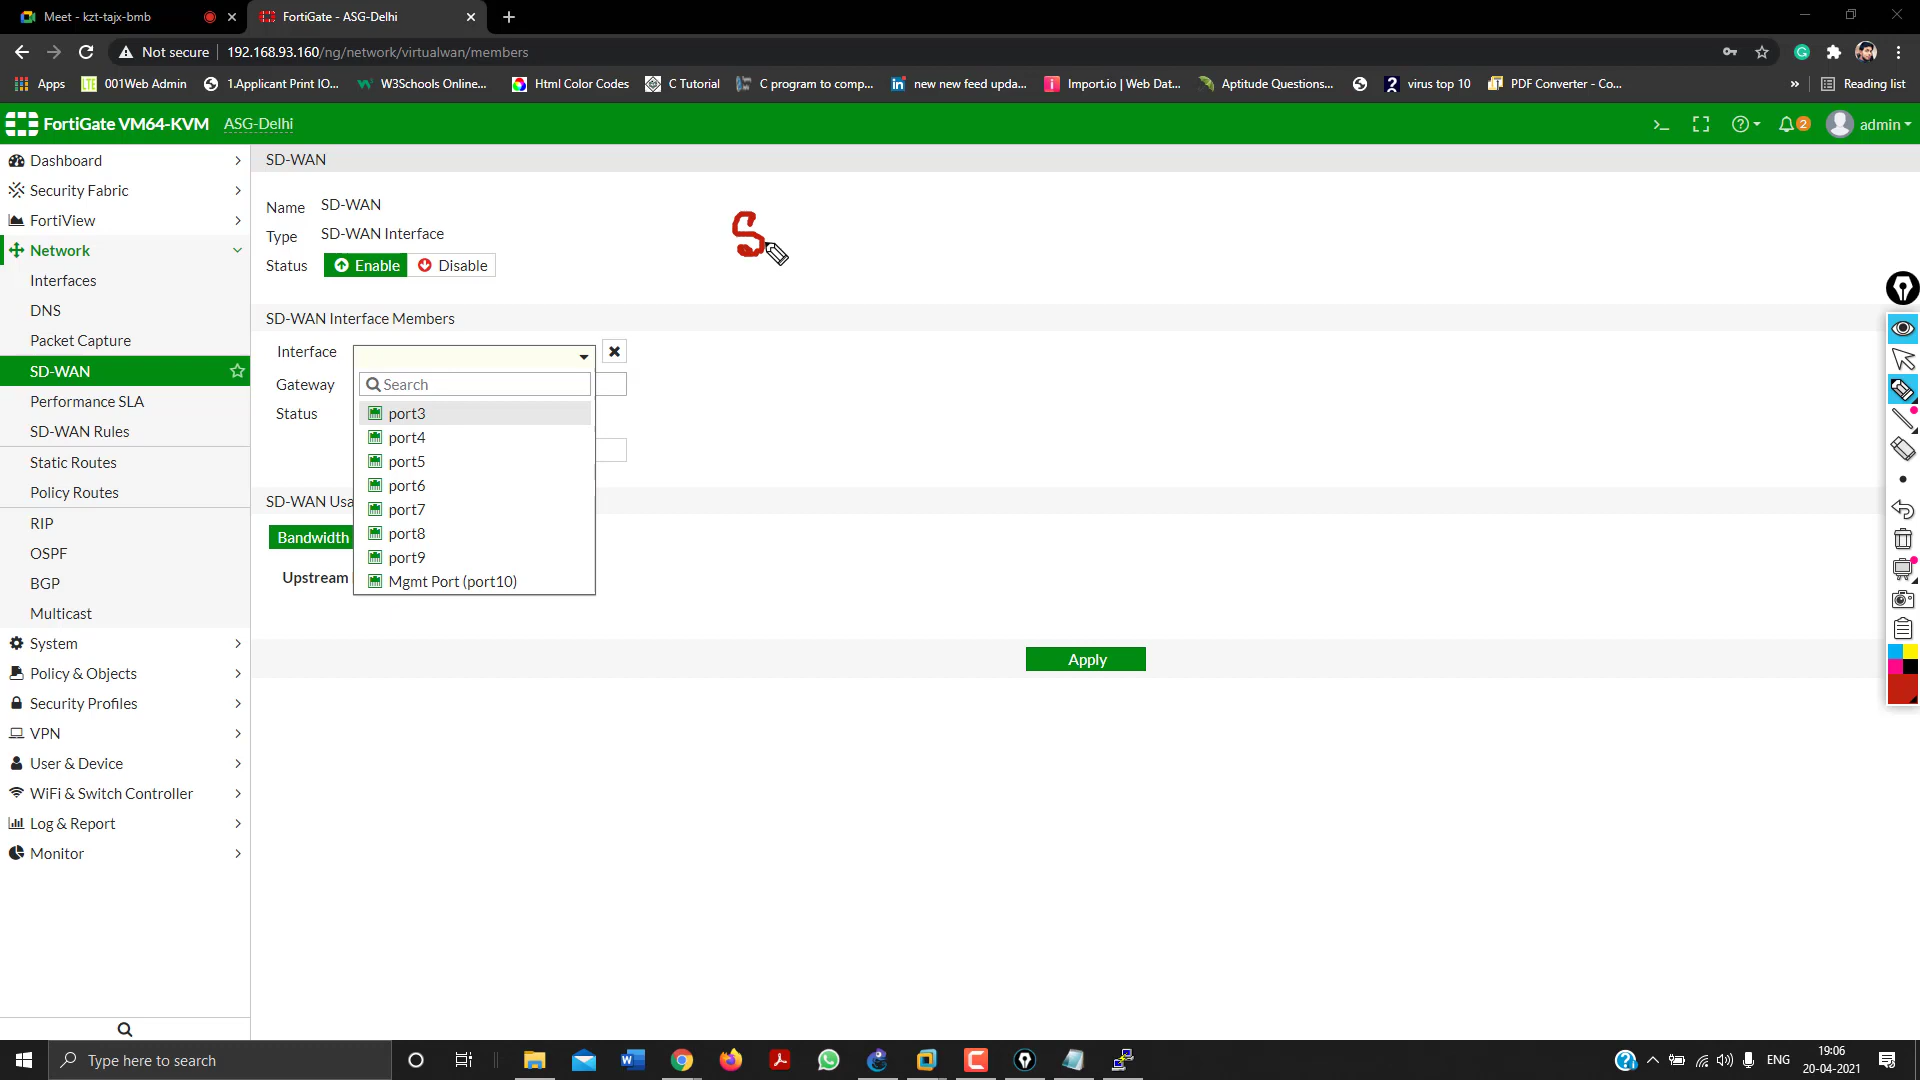 Meet - kzt-tajx-bmb
FortiGate - ASG-Delhi
Not secure
192.168.93.160/ng/network/virtualwan/members
Apps
001Web Admin
1.Applicant Print IO...
W3Schools Online...
Html Color Codes
C Tutorial
C program to comp...
new new feed upda...
Import.io | Web Dat...
Aptitude Questions...
virus top 10
PDF Converter - Co...
»
Reading list
FortiGate VM64-KVM
ASG-Delhi
2
admin
Dashboard
Security Fabric
FortiView
Network
Interfaces
DNS
Packet Capture
SD-WAN
Performance SLA
SD-WAN Rules
Static Routes
Policy Routes
RIP
OSPF
BGP
Multicast
System
Policy & Objects
Security Profiles
VPN
User & Device
WiFi & Switch Controller
Log & Report
Monitor
SD-WAN
Name SD-WAN
Type SD-WAN Interface
Status Enable Disable
S
SD-WAN Interface Members
Interface
Gateway
Status
Search
port3
port4
port5
port6
port7
port8
port9
Mgmt Port (port10)
SD-WAN Usa
Bandwidth
Upstream
Apply
Type here to search
ENG
19:06
20-04-2021